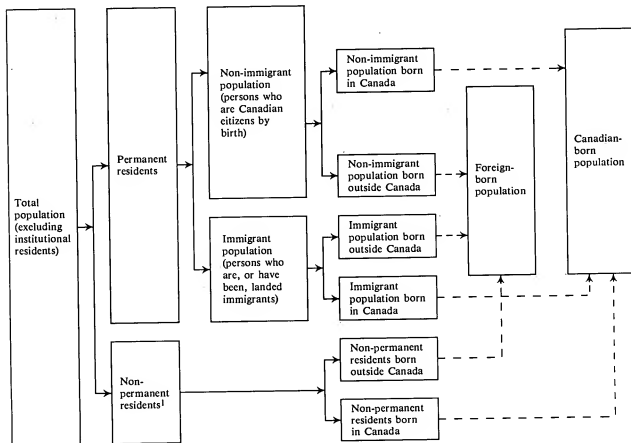 Total
population
(excluding
institutional
residents)
Permanent
residents
Non-
permanent
residents¹
Non-immigrant
population
(persons who
are Canadian
citizens by
birth)
Immigrant
population
(persons who
are, or have
been, landed
immigrants)
Non-immigrant
population born
in Canada
Non-immigrant
population born
outside Canada
Immigrant
population born
outside Canada
Immigrant
population born
in Canada
Non-permanent
residents born
outside Canada
Non-permanent
residents born
in Canada
Foreign-
born
population
Canadian-
born
population